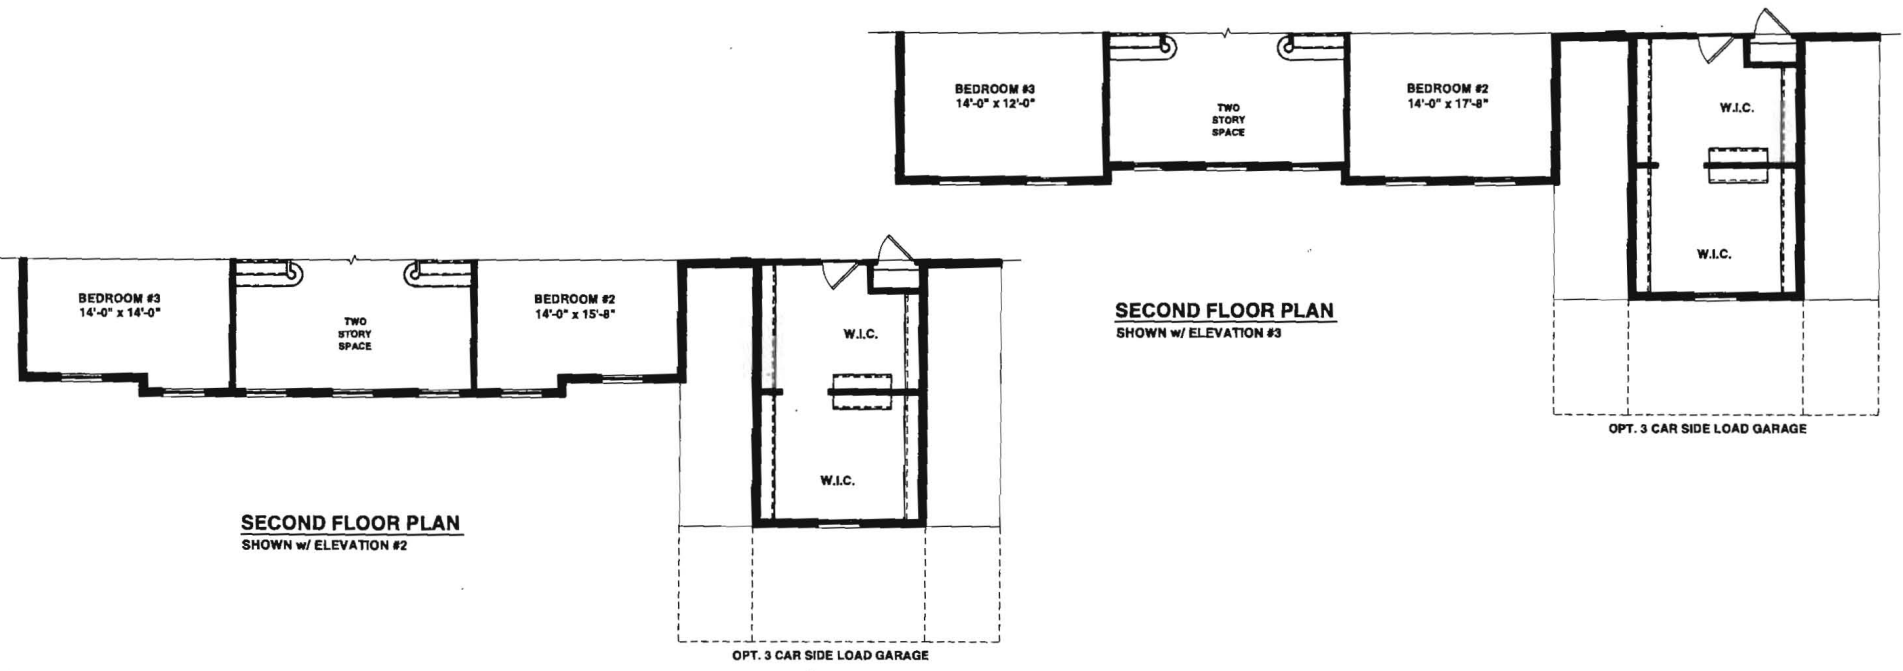 BEDROOM #3
14'-0" x 12'-0"
TWO
STORY
SPACE
BEDROOM #2
14'-0" x 17'-8"
W.I.C.
W.I.C.
SECOND FLOOR PLAN
SHOWN w/ ELEVATION #3
OPT. 3 CAR SIDE LOAD GARAGE
BEDROOM #3
14'-0" x 14'-0"
TWO
STORY
SPACE
BEDROOM #2
14'-0" x 15'-8"
W.I.C.
W.I.C.
SECOND FLOOR PLAN
SHOWN w/ ELEVATION #2
OPT. 3 CAR SIDE LOAD GARAGE